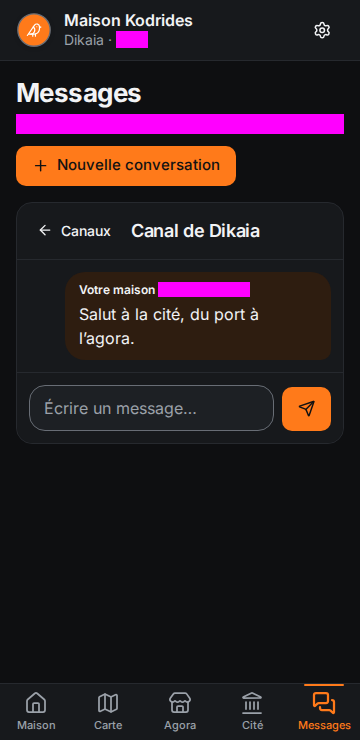 Maison Kodrides
Dikaia ·
Messages
Nouvelle conversation
Canaux
Canal de Dikaia
Votre maison
Salut à la cité, du port à
l’agora.
Écrire un message...
Maison
Carte
Agora
Cité
Messages